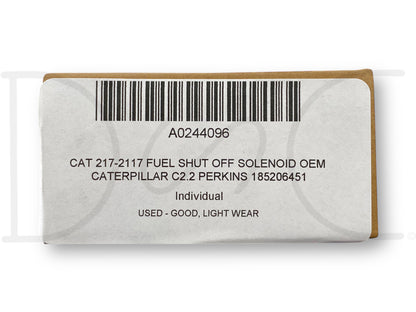 A0244096
CAT 217-2117 FUEL SHUT OFF SOLENOID OEM
CATERPILLAR C2.2 PERKINS 185206451
Individual
USED - GOOD, LIGHT WEAR